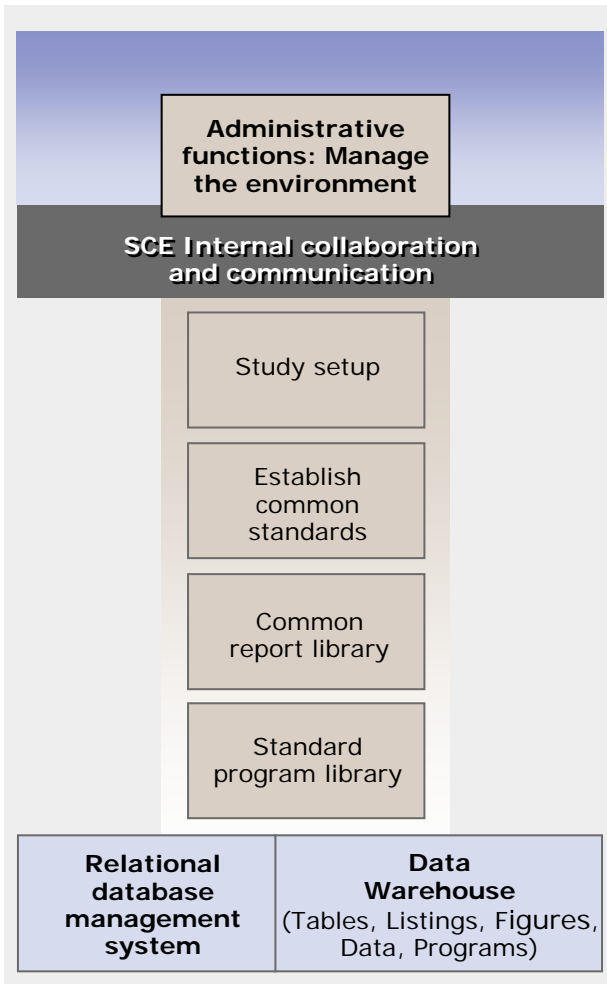 Administrative
functions: Manage
the environment
SCE Internal collaboration
and communication
Study setup
Establish
common
standards
Common
report library
Standard
program library
Relational
database
management
system
Data
Warehouse
(Tables, Listings, Figures,
Data, Programs)